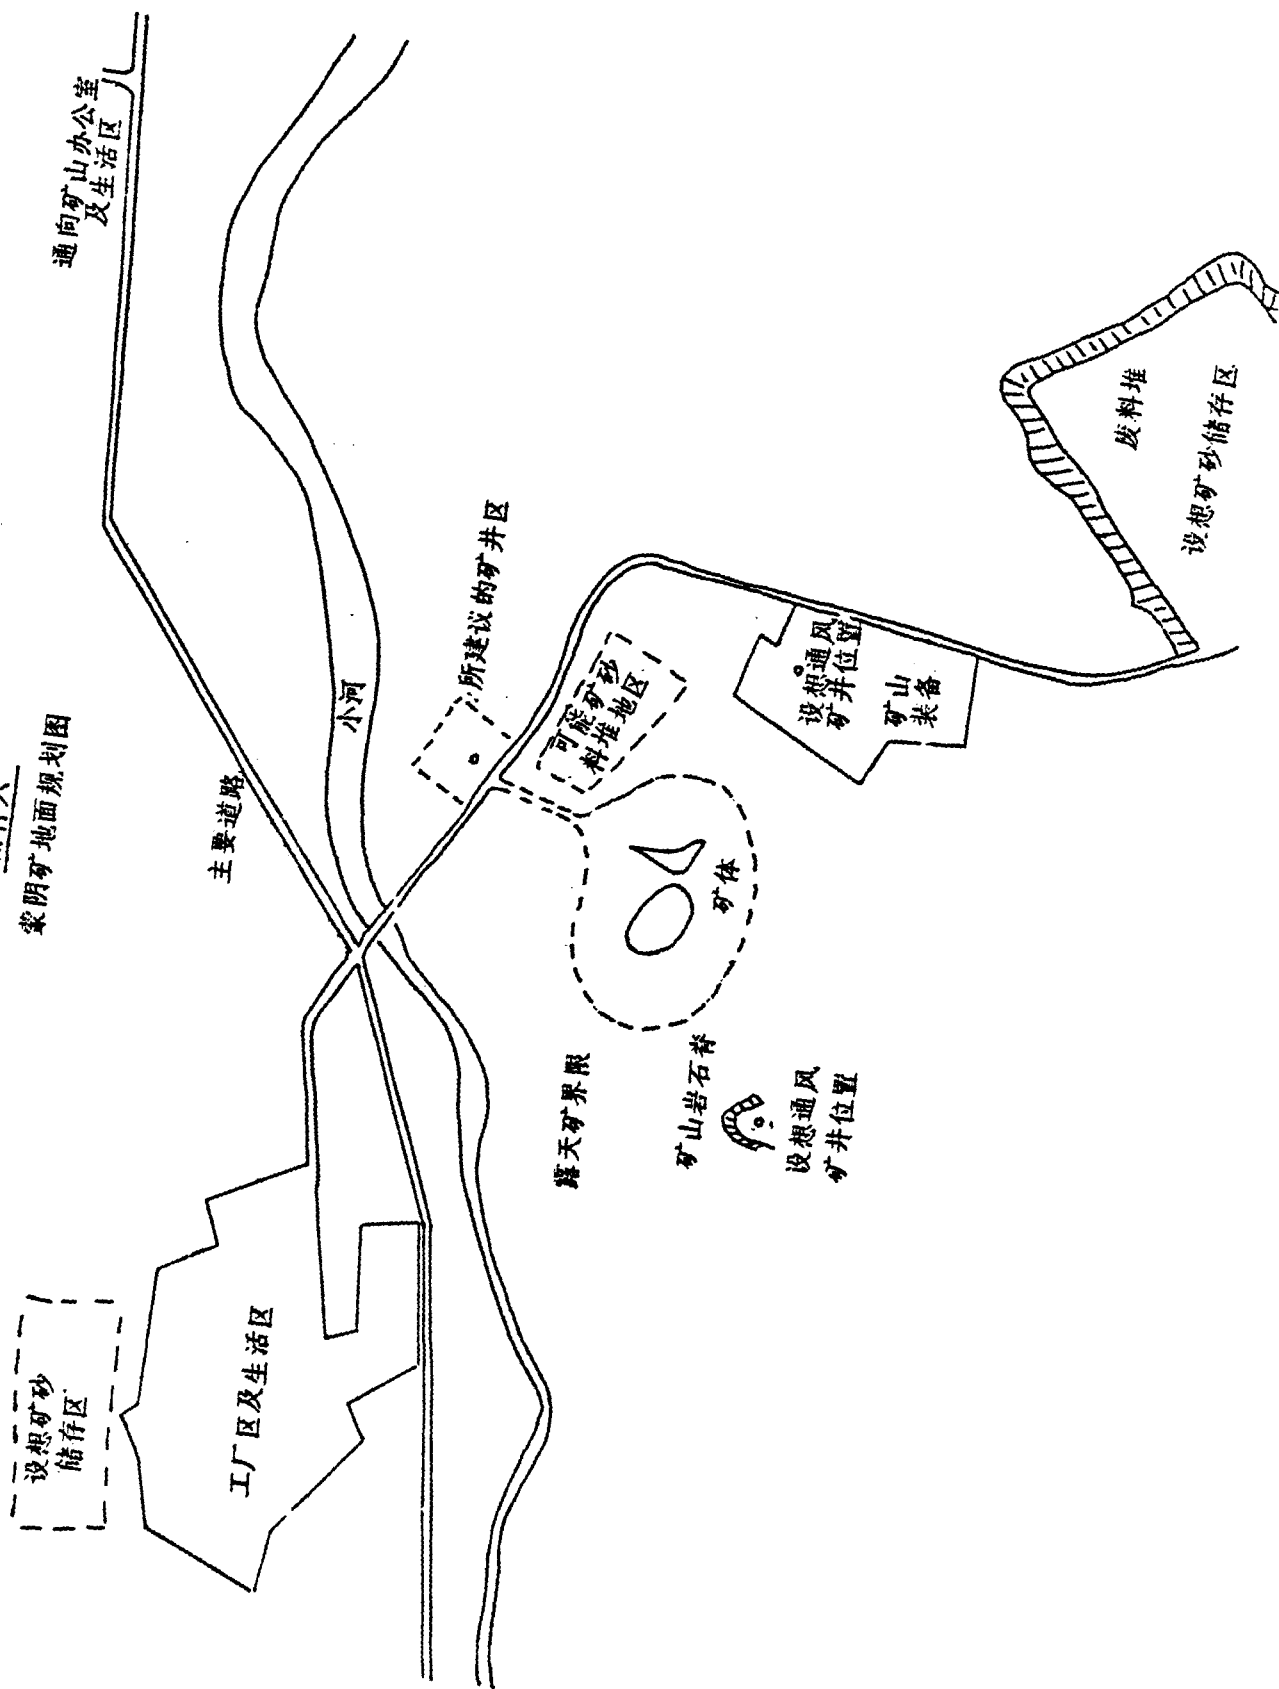 蒙阴矿地面规划图
通向矿山办公室
及生活区
主要道路
小河
所建议的矿井区
可能矿砂
料堆地区
设想通风
矿井位置
矿山
装备
废料堆
设想矿砂储存区
矿体
露天矿界限
矿山岩石脊
设想通风
矿井位置
工厂区及生活区
设想矿砂
储存区